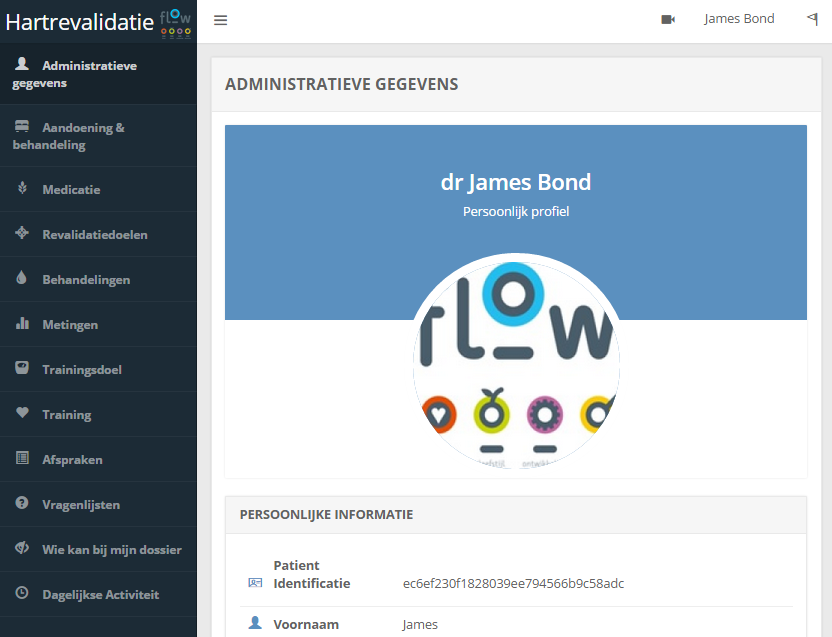 Hartrevalidatie flow
James Bond
Administratieve
gegevens
Aandoening &
behandeling
Medicatie
Revalidatiedoelen
Behandelingen
Metingen
Trainingsdoel
Training
Afspraken
Vragenlijsten
Wie kan bij mijn dossier
Dagelijkse Activiteit
ADMINISTRATIEVE GEGEVENS
dr James Bond
Persoonlijk profiel
flow
PERSOONLIJKE INFORMATIE
Patient
Identificatie ec6ef230f1828039ee794566b9c58adc
Voornaam James